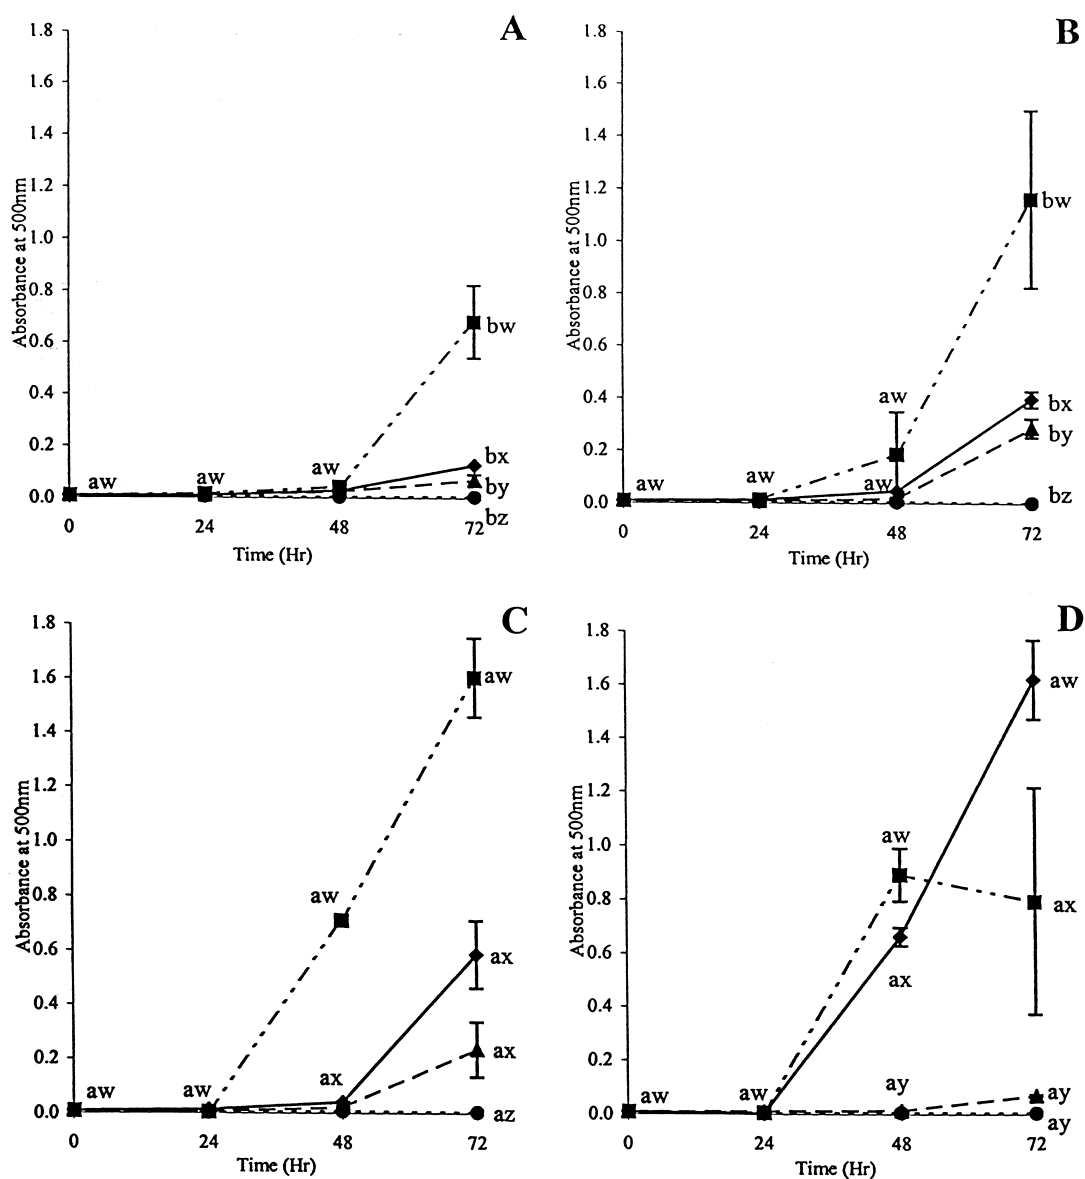 A
1.8
1.6
1.4
1.2
1.0
0.8
0.6
0.4
0.2
0.0
Absorbance at 500nm
aw
aw
aw
bw
bx
by
bz
0
24
48
72
Time (Hr)
B
1.8
1.6
1.4
1.2
1.0
0.8
0.6
0.4
0.2
0.0
Absorbance at 500nm
aw
aw
aw
aw
bw
bx
by
bz
0
24
48
72
Time (Hr)
C
1.8
1.6
1.4
1.2
1.0
0.8
0.6
0.4
0.2
0.0
Absorbance at 500nm
aw
aw
aw
ax
aw
ax
ax
az
0
24
48
72
Time (Hr)
D
1.8
1.6
1.4
1.2
1.0
0.8
0.6
0.4
0.2
0.0
Absorbance at 500nm
aw
aw
aw
ax
ay
aw
ax
ay
ay
0
24
48
72
Time (Hr)